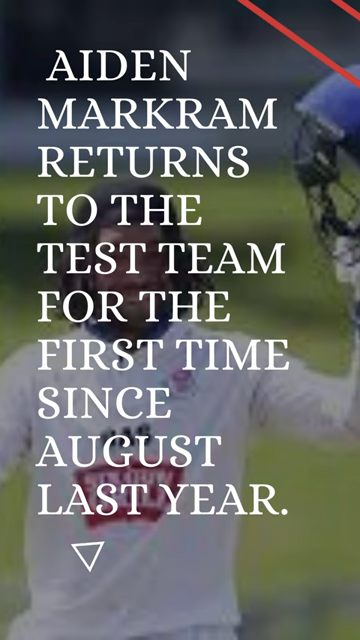 AIDEN
MARKRAM
RETURNS
TO THE
TEST TEAM
FOR THE
FIRST TIME
SINCE
AUGUST
LAST YEAR.